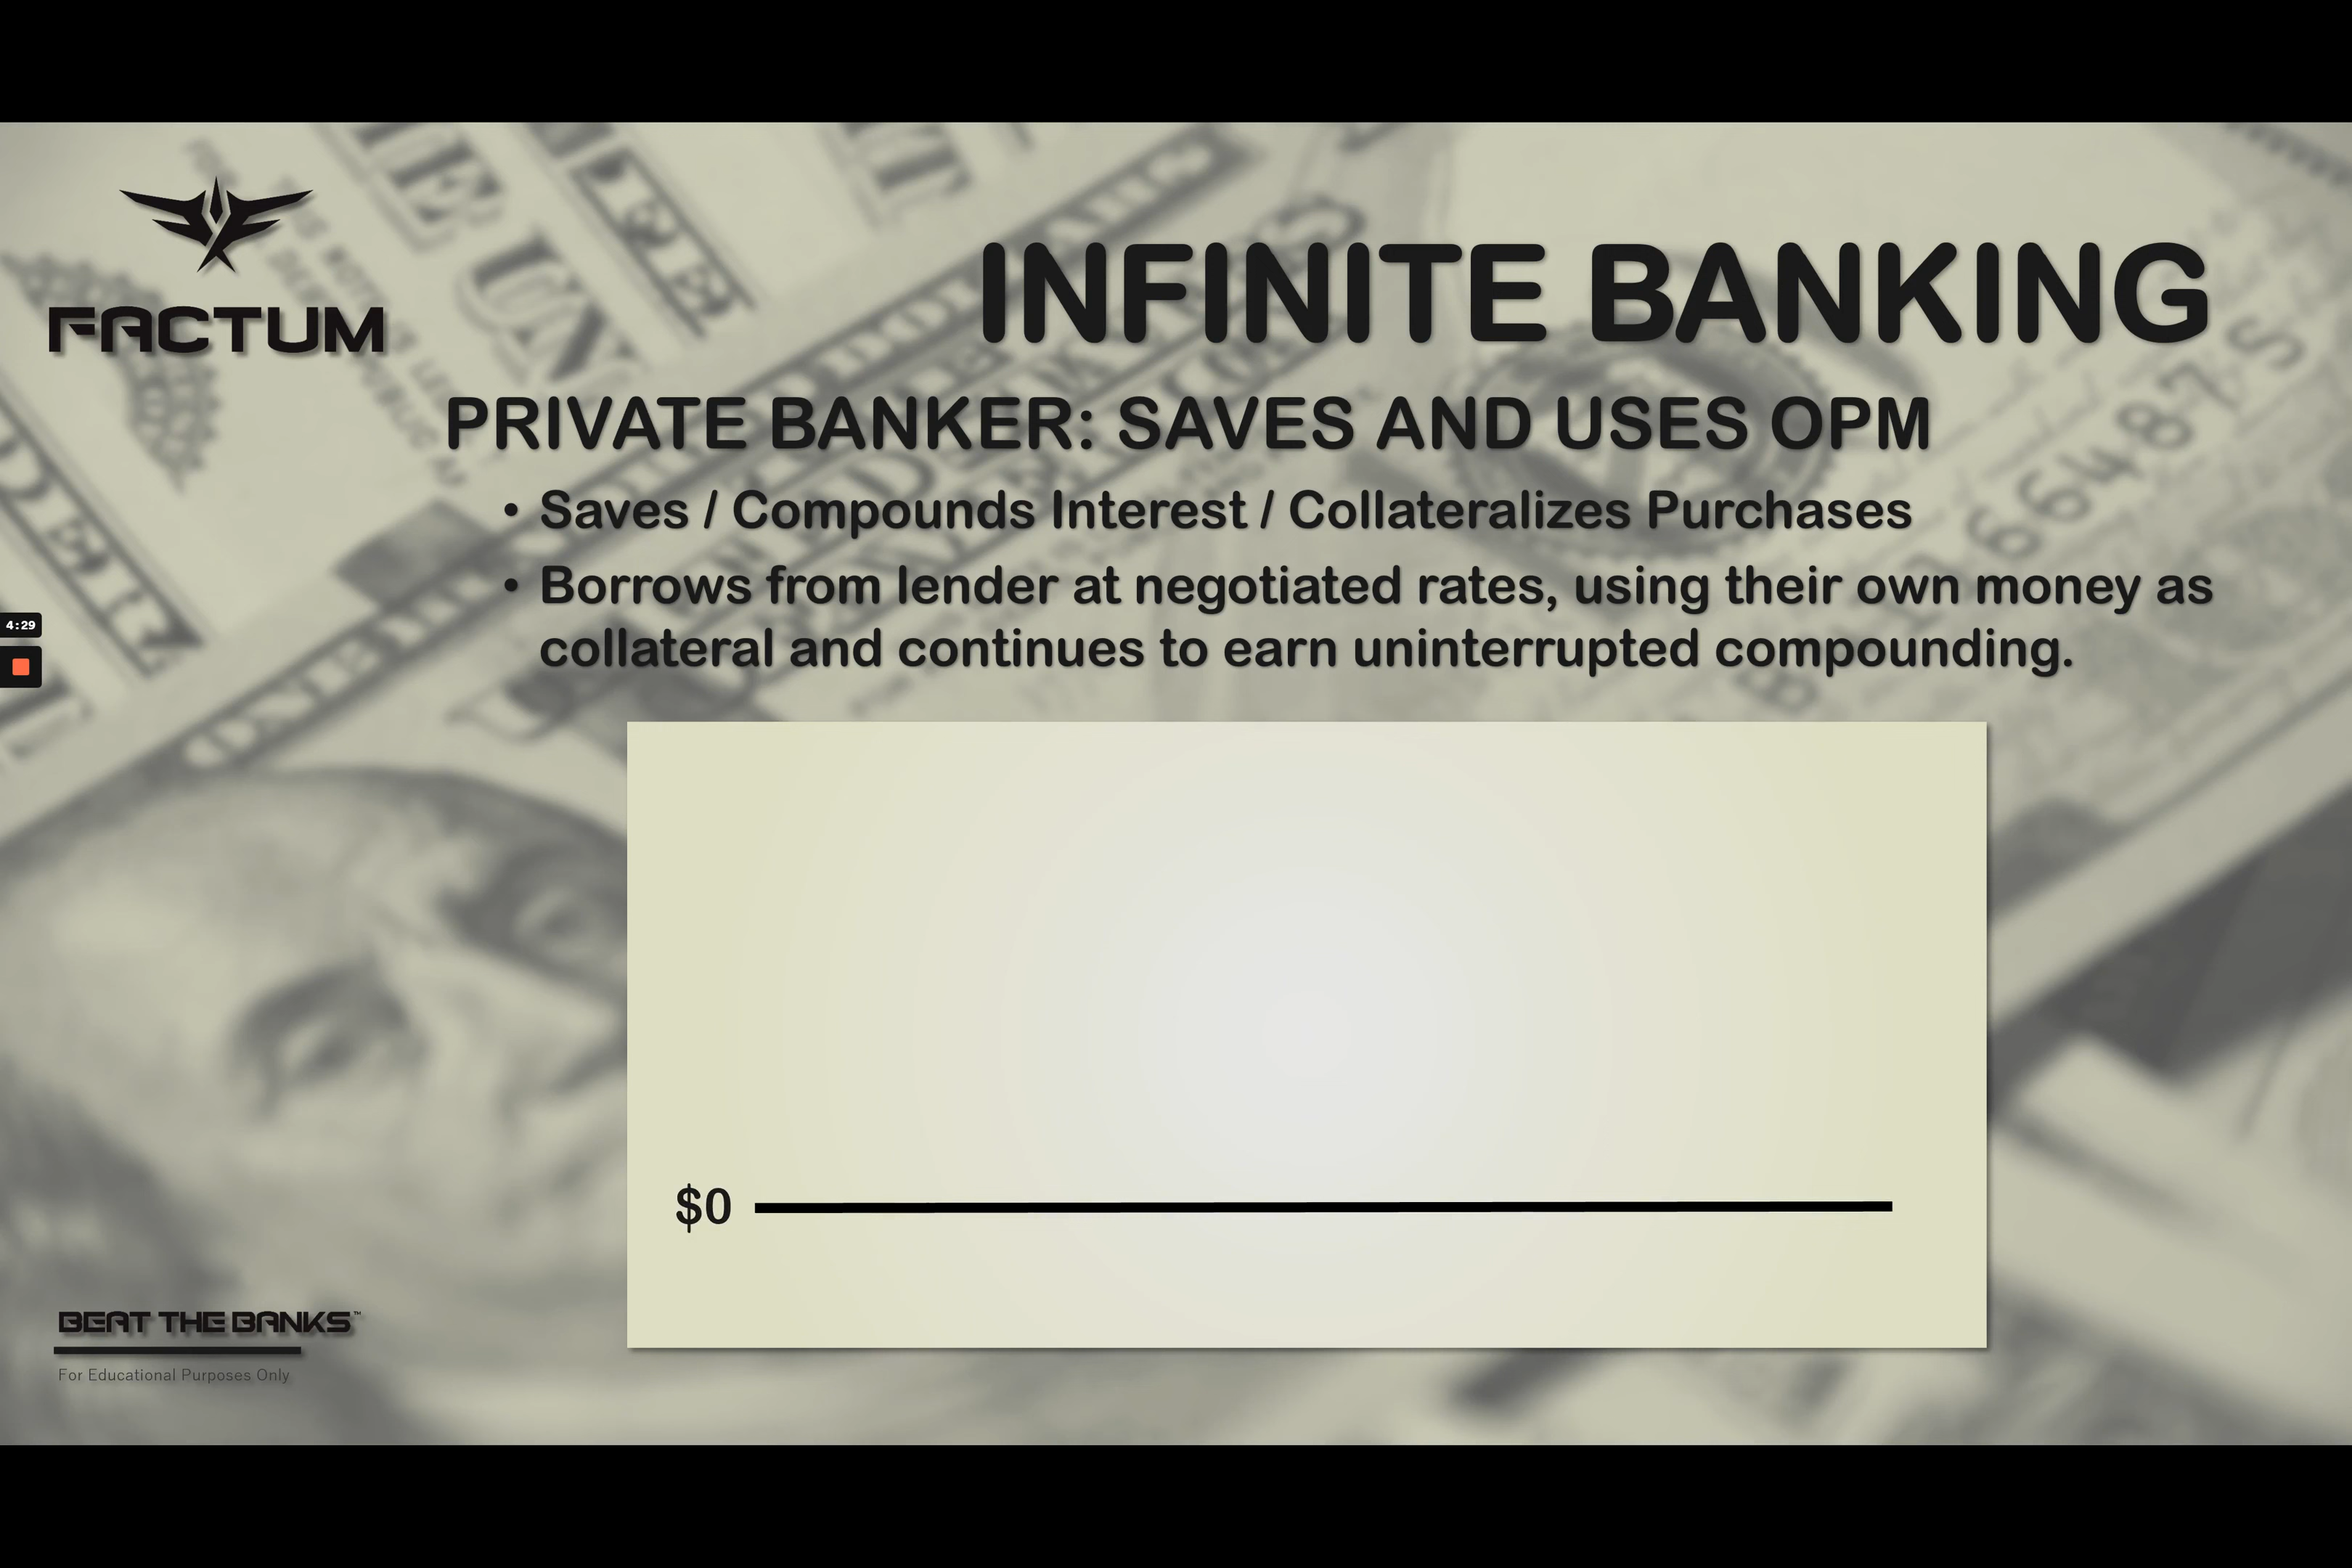 FACTUM
INFINITE BANKING
PRIVATE BANKER: SAVES AND USES OPM
• Saves / Compounds Interest / Collateralizes Purchases
• Borrows from lender at negotiated rates, using their own money as
collateral and continues to earn uninterrupted compounding.
4:29
$0
BEAT THE BANKS™
For Educational Purposes Only